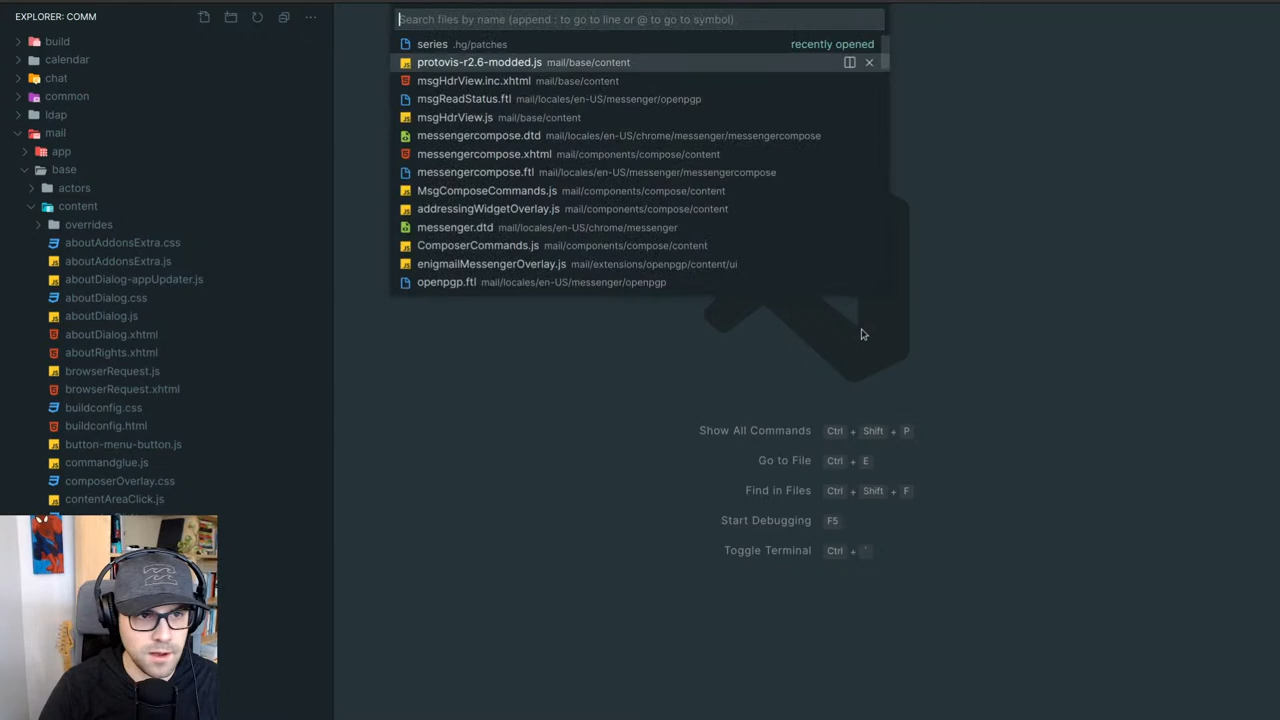 EXPLORER: COMM
build
calendar
chat
common
ldap
mail
app
base
actors
content
overrides
aboutAddonsExtra.css
aboutAddonsExtra.js
aboutDialog-appUpdater.js
aboutDialog.css
aboutDialog.js
aboutDialog.xhtml
aboutRights.xhtml
browserRequest.js
browserRequest.xhtml
buildconfig.css
buildconfig.html
button-menu-button.js
commandglue.js
composerOverlay.css
contentAreaClick.js
Search files by name (append : to go to line or @ to go to symbol)
series .hg/patches recently opened
protovis-r2.6-modded.js mail/base/content
msgHdrView.inc.xhtml mail/base/content
msgReadStatus.ftl mail/locales/en-US/messenger/openpgp
msgHdrView.js mail/base/content
messengercompose.dtd mail/locales/en-US/chrome/messenger/messengercompose
messengercompose.xhtml mail/components/compose/content
messengercompose.ftl mail/locales/en-US/messenger/messengercompose
MsgComposeCommands.js mail/components/compose/content
addressingWidgetOverlay.js mail/components/compose/content
messenger.dtd mail/locales/en-US/chrome/messenger
ComposerCommands.js mail/components/compose/content
enigmailMessengerOverlay.js mail/extensions/openpgp/content/ui
openpgp.ftl mail/locales/en-US/messenger/openpgp
Show All Commands Ctrl + Shift + P
Go to File Ctrl + E
Find in Files Ctrl + Shift + F
Start Debugging F5
Toggle Terminal Ctrl + `